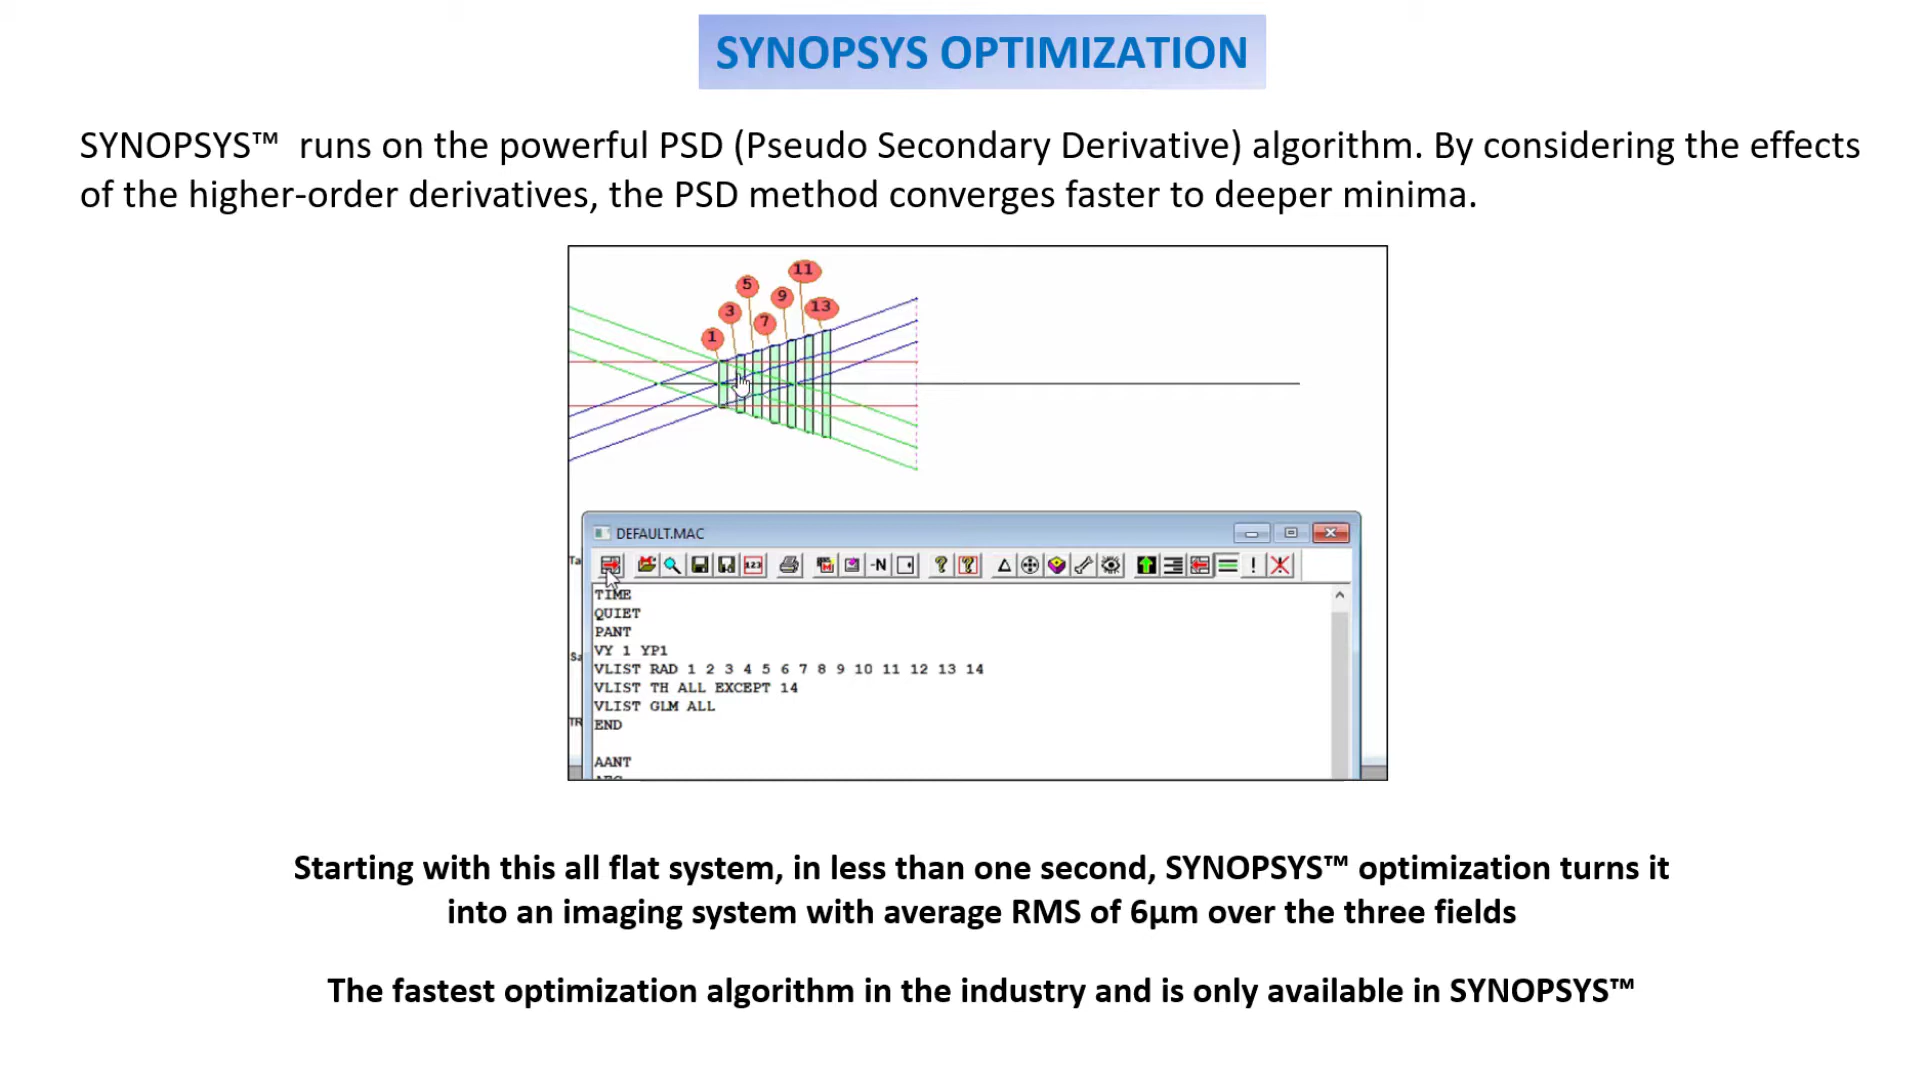 SYNOPSYS OPTIMIZATION
SYNOPSYS™ runs on the powerful PSD (Pseudo Secondary Derivative) algorithm. By considering the effects
of the higher-order derivatives, the PSD method converges faster to deeper minima.
11
5
9
3
13
7
1
DEFAULT.MAC
123
-N
TIME
QUIET
PANT
VY 1 YP1
VLIST RAD 1 2 3 4 5 6 7 8 9 10 11 12 13 14
VLIST TH ALL EXCEPT 14
VLIST GLM ALL
END
AANT
Ta
Sa
TR
Starting with this all flat system, in less than one second, SYNOPSYS™ optimization turns it
into an imaging system with average RMS of 6µm over the three fields
The fastest optimization algorithm in the industry and is only available in SYNOPSYS™